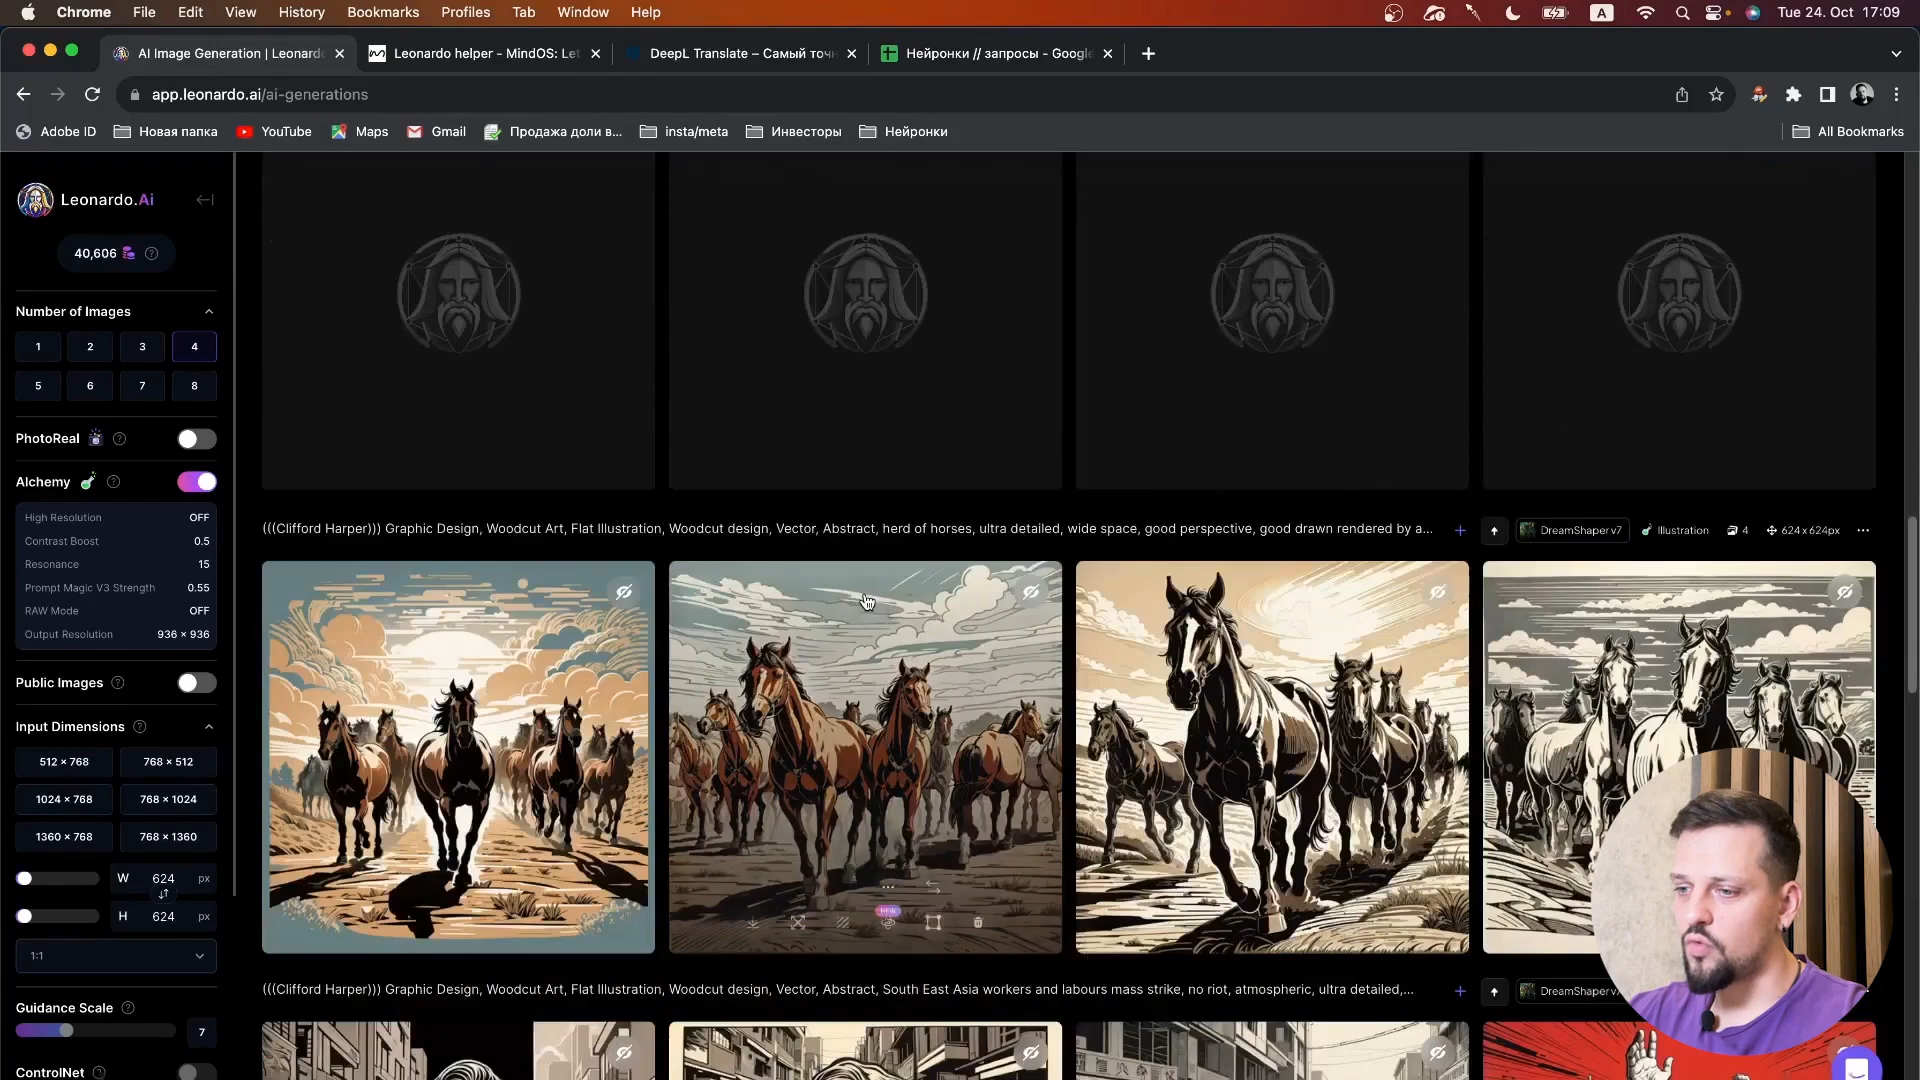 Chrome File Edit View History Bookmarks Profiles Tab Window Help A Tue 24. Oct 17:09
AI Image Generation | Leonardo Leonardo helper - MindOS: Let DeepL Translate – Самый точн Нейронки // запросы - Google
app.leonardo.ai/ai-generations
Adobe ID Новая папка YouTube Maps Gmail Продажа доли в... insta/meta Инвесторы Нейронки All Bookmarks
Leonardo.Ai
40,606
Number of Images
1 2 3 4
5 6 7 8
PhotoReal
Alchemy
High Resolution OFF
Contrast Boost 0.5
Resonance 15
Prompt Magic V3 Strength 0.55
RAW Mode OFF
Output Resolution 936 × 936
Public Images
Input Dimensions
512 × 768 768 × 512
1024 × 768 768 × 1024
1360 × 768 768 × 1360
W 624 px
H 624 px
1:1
Guidance Scale
7
ControlNet
(((Clifford Harper))) Graphic Design, Woodcut Art, Flat Illustration, Woodcut design, Vector, Abstract, herd of horses, ultra detailed, wide space, good perspective, good drawn rendered by a... DreamShaper v7 Illustration 4 624x624px
NEW
(((Clifford Harper))) Graphic Design, Woodcut Art, Flat Illustration, Woodcut design, Vector, Abstract, South East Asia workers and labours mass strike, no riot, atmospheric, ultra detailed,... DreamShaper v